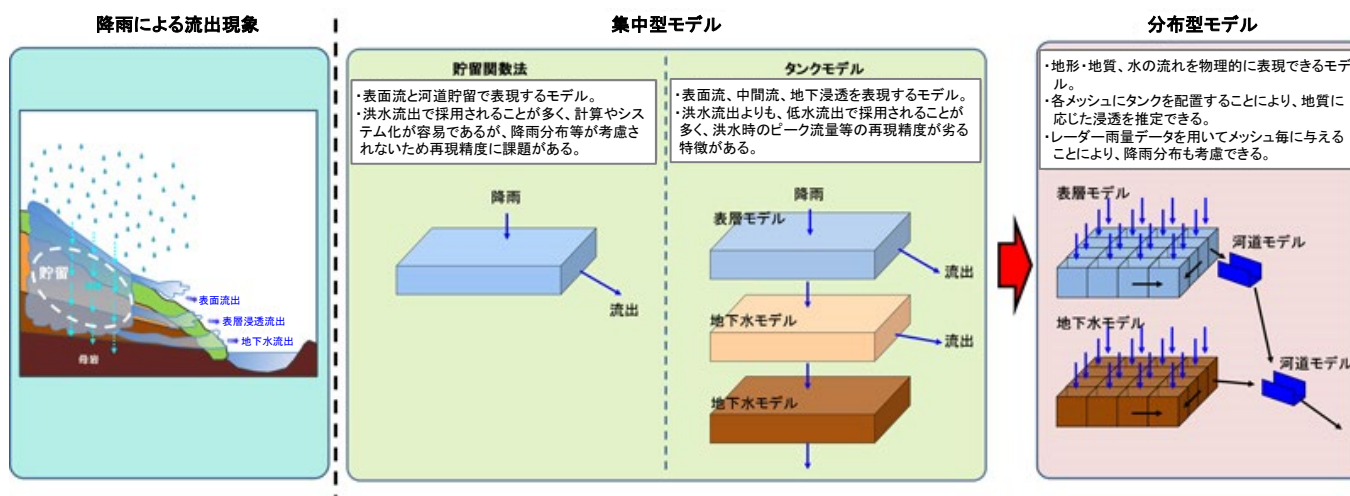 降雨による流出現象
貯留
表面流出
表層浸透流出
地下水流出
母岩
集中型モデル
貯留関数法
・表面流と河道貯留で表現するモデル。
・洪水流出で採用されることが多く、計算やシス
テム化が容易であるが、降雨分布等が考慮さ
れないため再現精度に課題がある。
降雨
流出
タンクモデル
・表面流、中間流、地下浸透を表現するモデル。
・洪水流出よりも、低水流出で採用されることが
多く、洪水時のピーク流量等の再現精度が劣る
特徴がある。
降雨
表層モデル
流出
地下水モデル
流出
地下水モデル
分布型モデル
・地形・地質、水の流れを物理的に表現できるモデ
ル。
・各メッシュにタンクを配置することにより、地質に
応じた浸透を推定できる。
・レーダー雨量データを用いてメッシュ毎に与える
ことにより、降雨分布も考慮できる。
表層モデル
河道モデル
地下水モデル
河道モデル